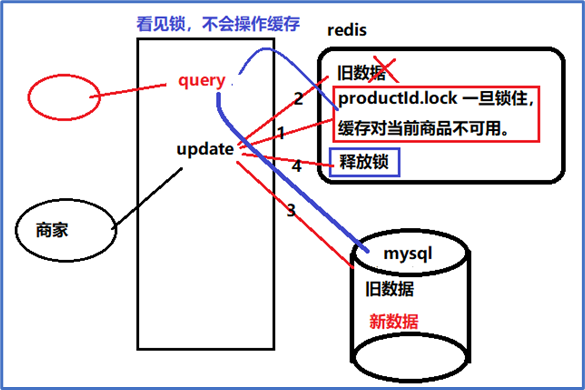 看见锁，不会操作缓存
redis
query
旧数据
2
productId.lock 一旦锁住，
缓存对当前商品不可用。
1
update
4
释放锁
3
商家
mysql
旧数据
新数据